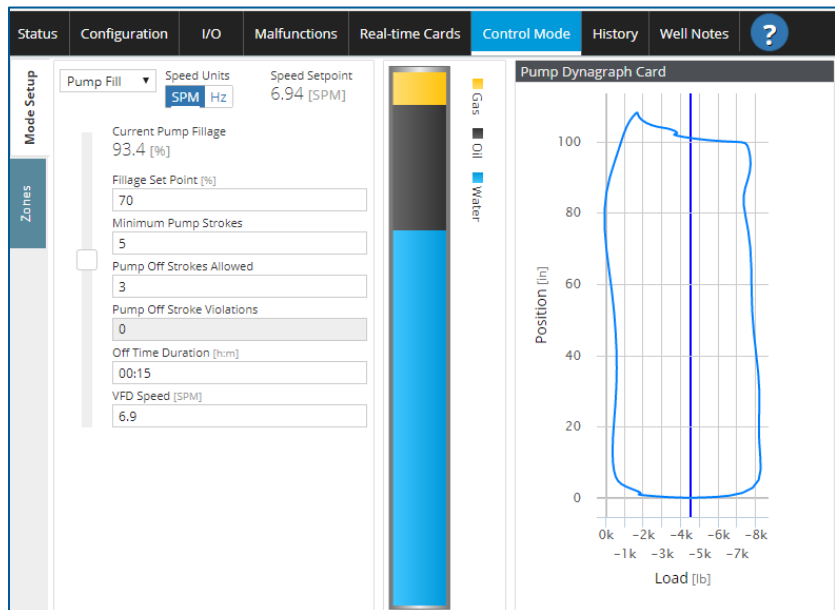 Status Configuration I/O Malfunctions Real-time Cards Control Mode History Well Notes ?
Mode Setup
Zones
Pump Fill ▼
Speed Units
SPM Hz
Speed Setpoint
6.94 [SPM]
Current Pump Fillage
93.4 [%]
Fillage Set Point [%]
70
Minimum Pump Strokes
5
Pump Off Strokes Allowed
3
Pump Off Stroke Violations
0
Off Time Duration [h:m]
00:15
VFD Speed [SPM]
6.9
Gas
Oil
Water
Pump Dynagraph Card
100
80
60
40
20
0
Position [in]
0k −2k −4k −6k −8k
−1k −3k −5k −7k
Load [lb]